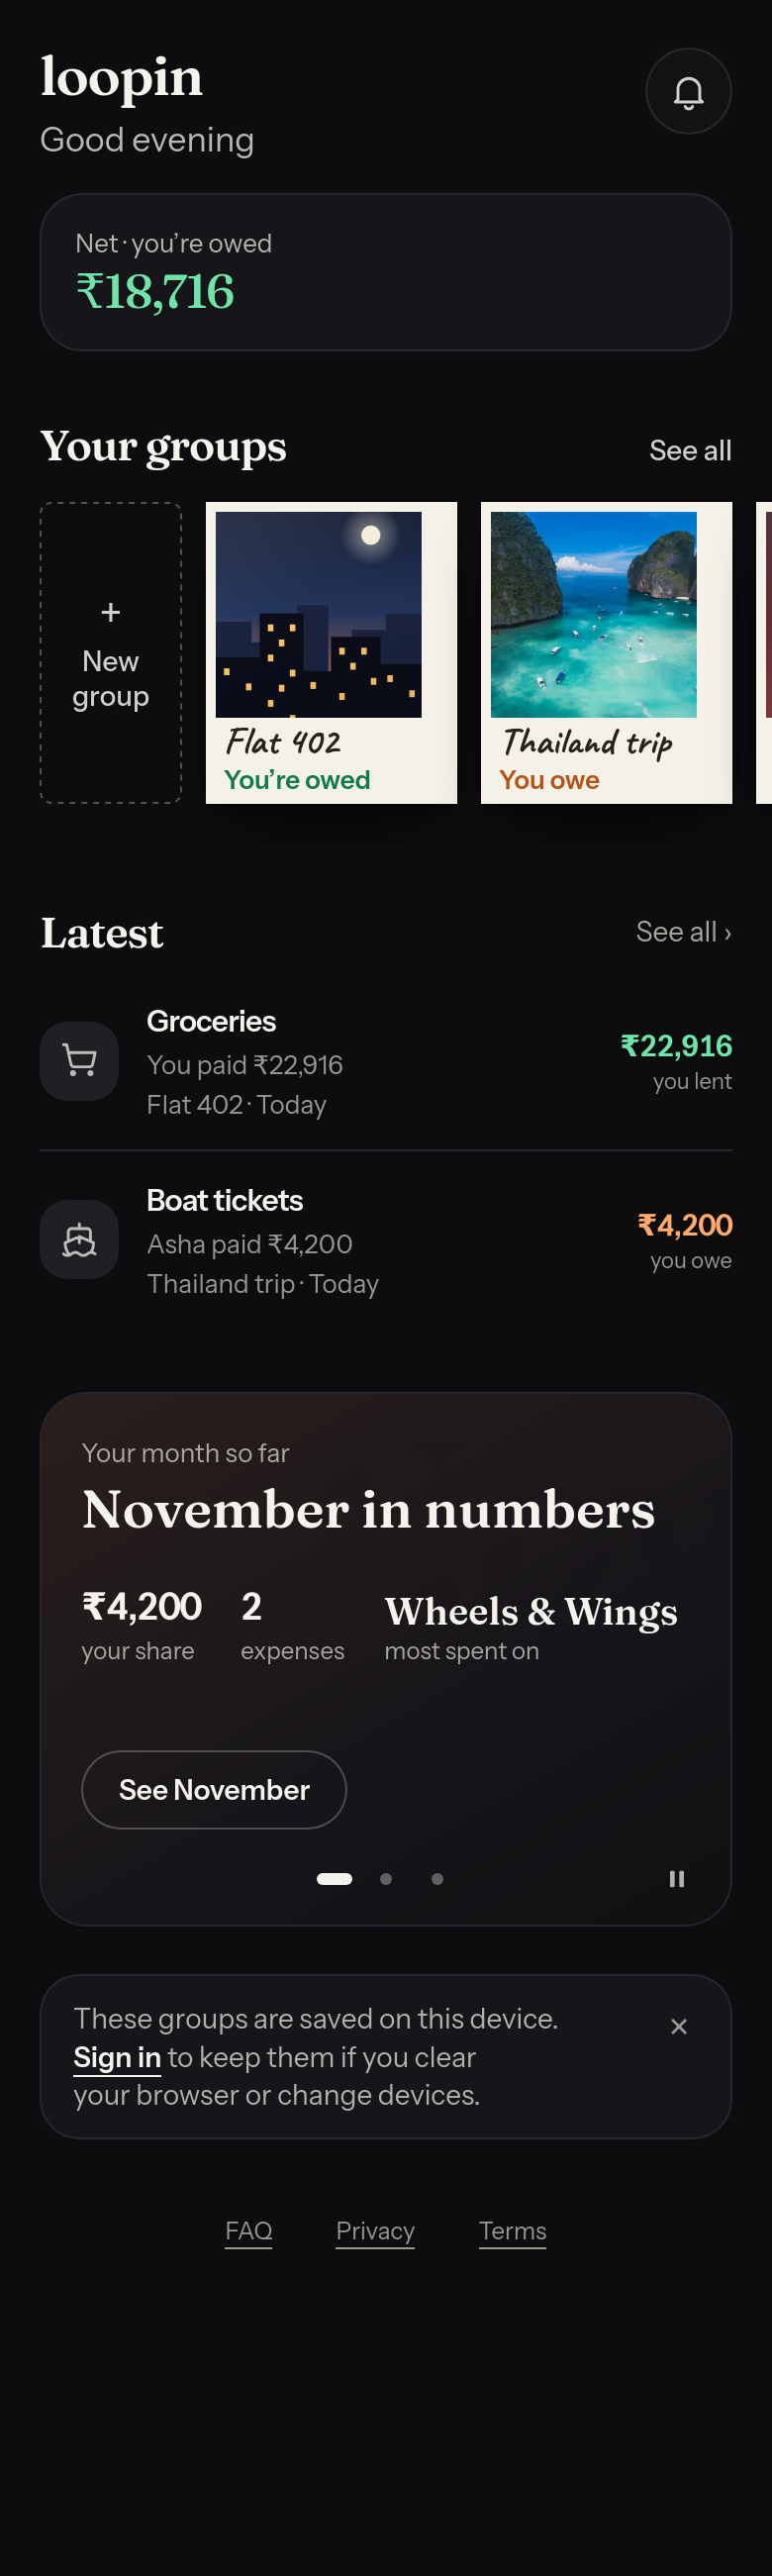 loopin
Good evening
Net · you’re owed
₹18,716
Your groups
See all
+
New
group
Flat 402
You’re owed
Thailand trip
You owe
Latest
See all ›
Groceries
You paid ₹22,916
Flat 402 · Today
₹22,916
you lent
Boat tickets
Asha paid ₹4,200
Thailand trip · Today
₹4,200
you owe
Your month so far
November in numbers
₹4,200
your share
2
expenses
Wheels & Wings
most spent on
See November
These groups are saved on this device.
Sign in to keep them if you clear
your browser or change devices.
FAQ
Privacy
Terms